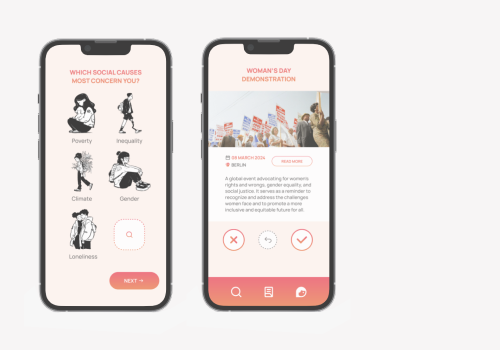 WHICH SOCIAL CAUSES
MOST CONCERN YOU?
Poverty
Inequality
Climate
Gender
Loneliness
NEXT →
WOMAN'S DAY
DEMONSTRATION
08 MARCH 2024
BERLIN
READ MORE
A global event advocating for women's
rights and wrongs, gender equality, and
social justice. It serves as a reminder to
recognize and address the challenges
women face and to promote a more
inclusive and equitable future for all.